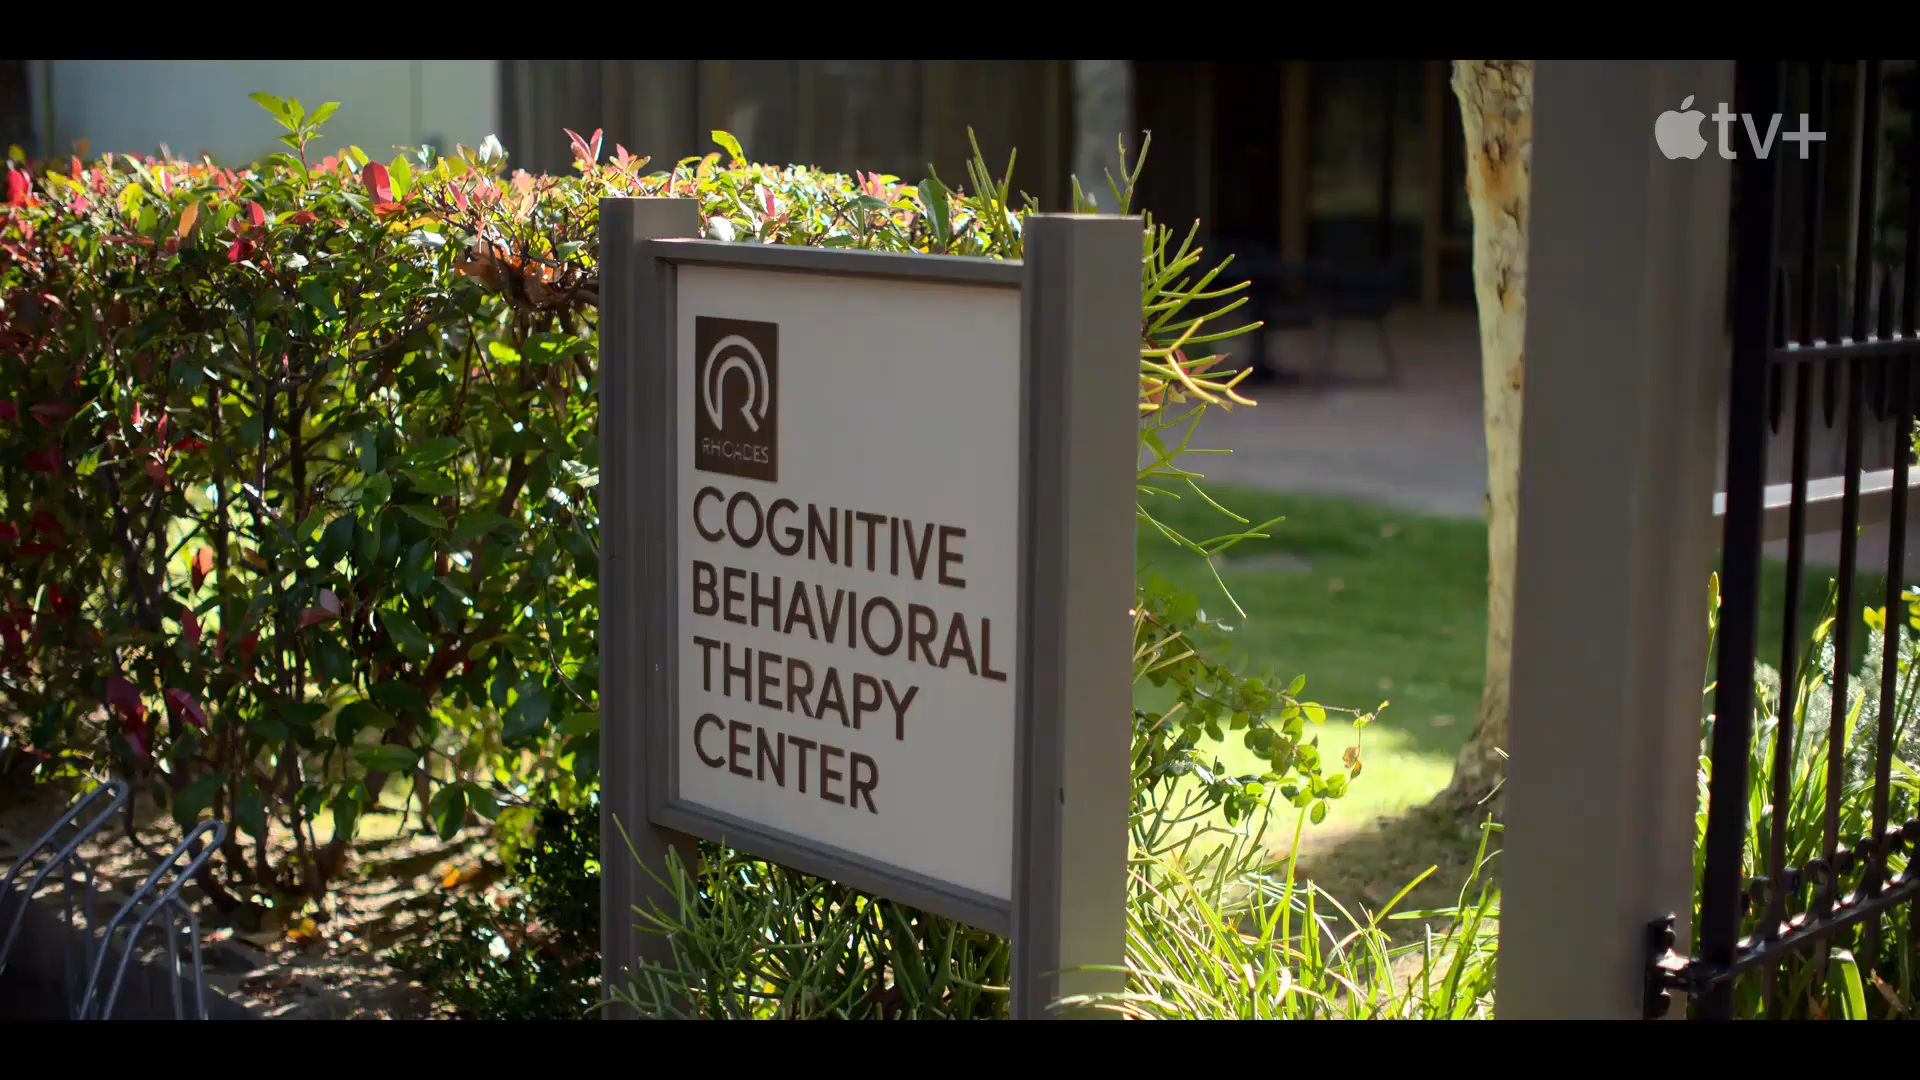 tv+
RHOADES
COGNITIVE
BEHAVIORAL
THERAPY
CENTER